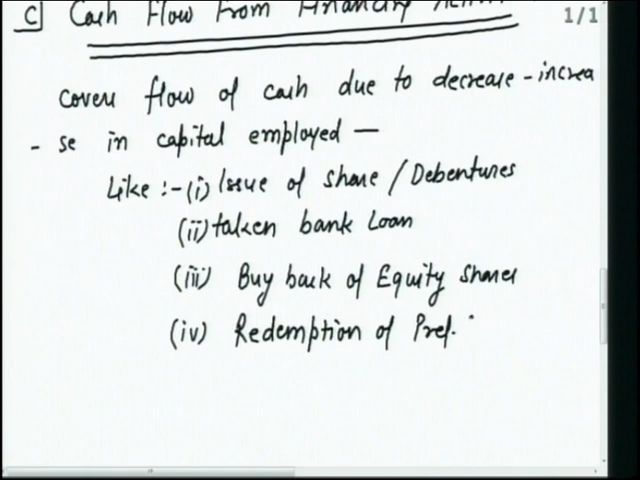 C] Cash Flow From Financing
1/1
Covers flow of cash due to decrease - increa
- se in capital employed —
Like :- (i) Issue of share / Debentures
(ii) taken bank Loan
(iii) Buy back of Equity shares
(iv) Redemption of Pref.